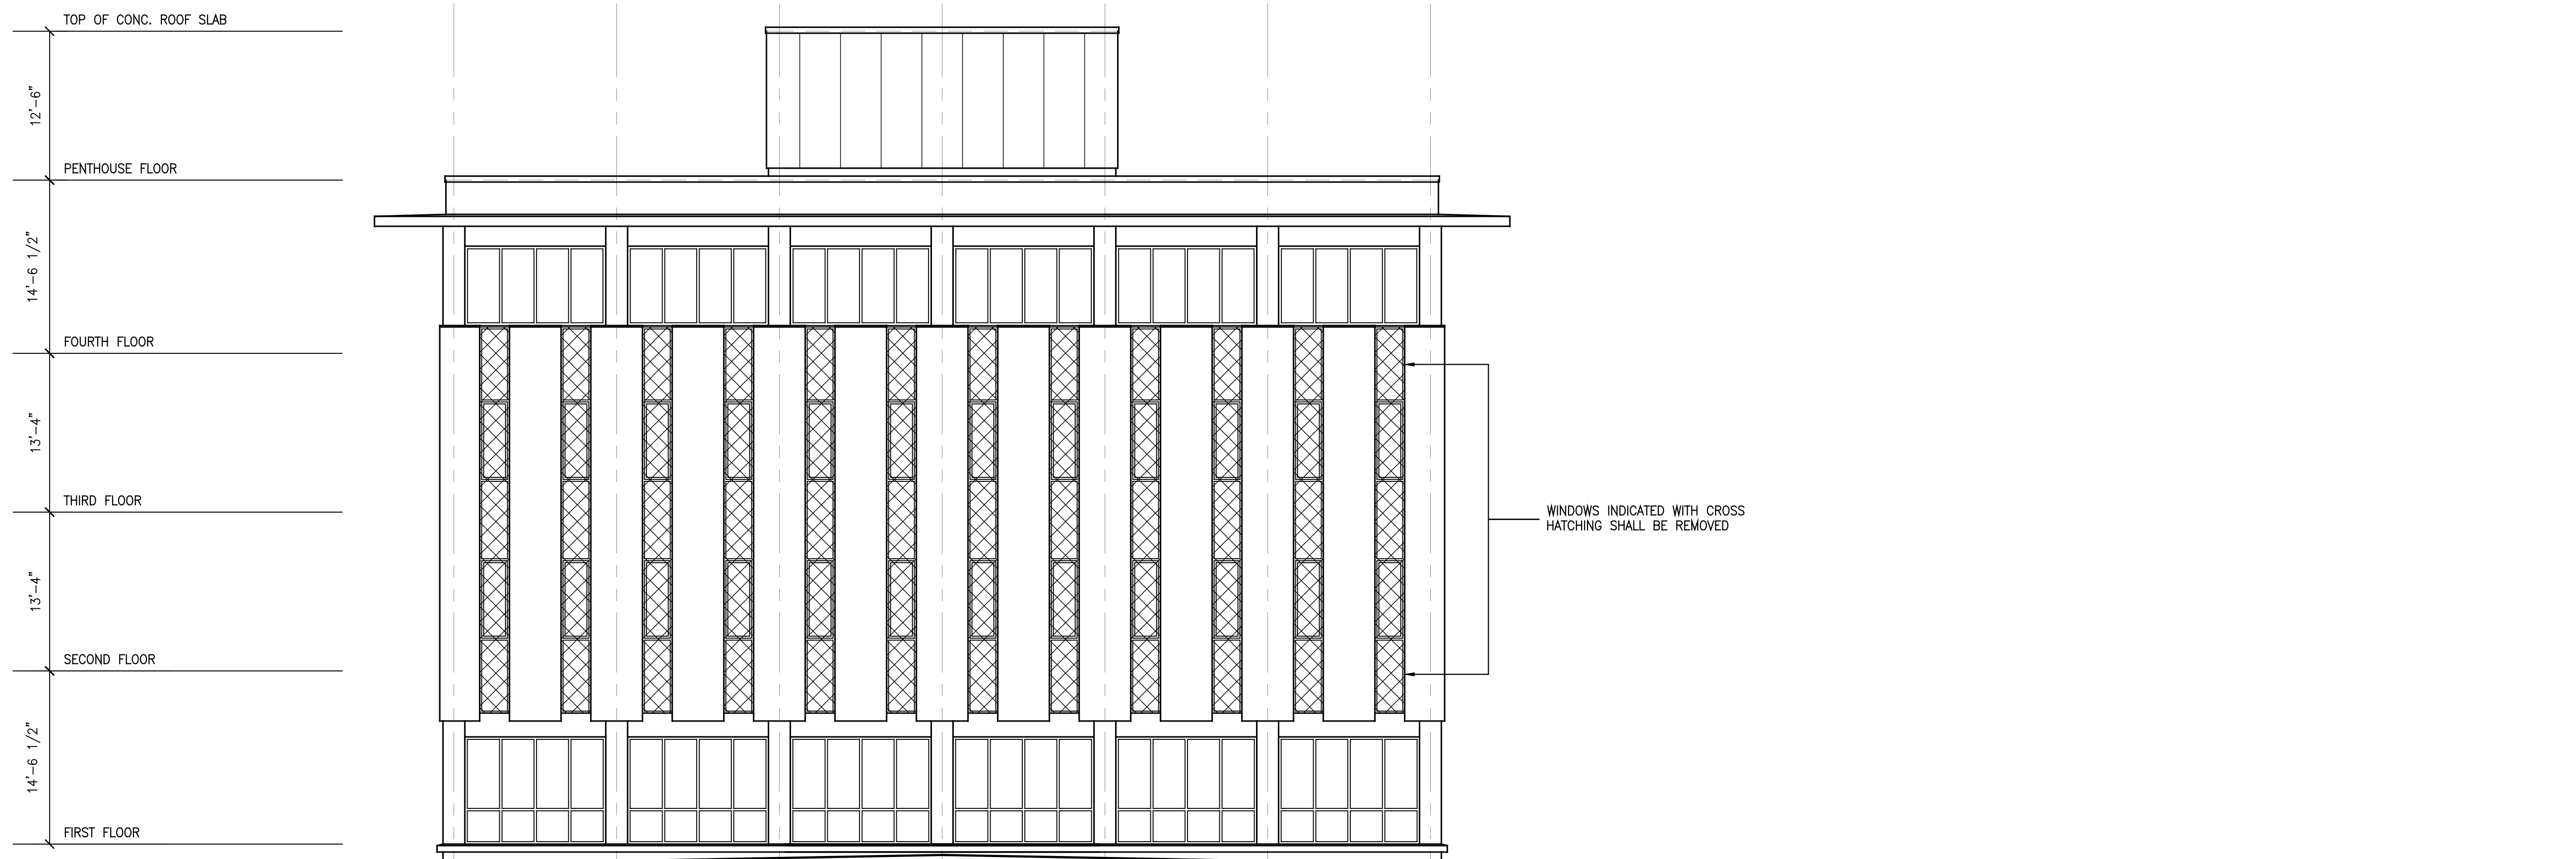 TOP OF CONC. ROOF SLAB
12'-6"
PENTHOUSE FLOOR
14'-6 1/2"
FOURTH FLOOR
13'-4"
THIRD FLOOR
WINDOWS INDICATED WITH CROSS
HATCHING SHALL BE REMOVED
13'-4"
SECOND FLOOR
14'-6 1/2"
FIRST FLOOR